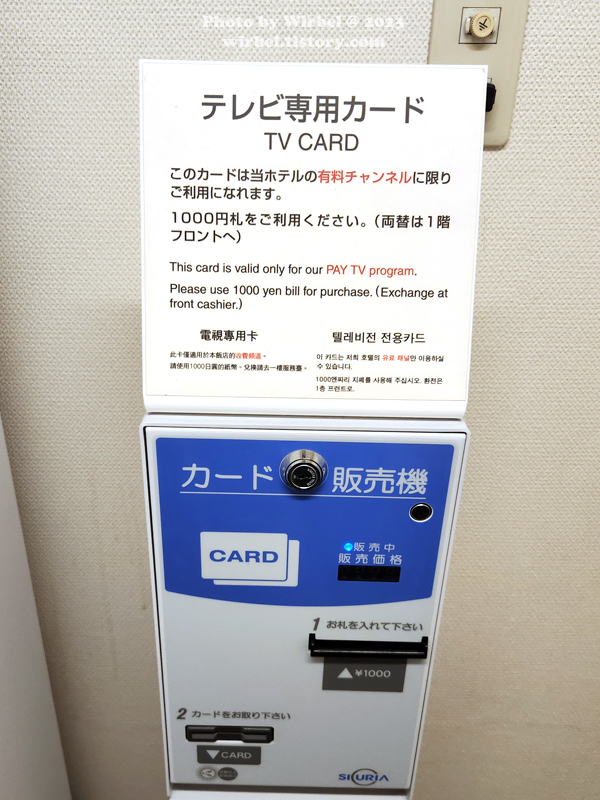 Photo by Wirbel @ 2023
wirbel.tistory.com
テレビ専用カード
TV CARD
このカードは当ホテルの有料チャンネルに限り
ご利用になれます。
1000円札をご利用ください。（両替は1階
フロントへ）
This card is valid only for our PAY TV program.
Please use 1000 yen bill for purchase. (Exchange at
front cashier.)
電視專用卡
此卡僅適用於本飯店的收費頻道。
請使用1000日圓的紙幣。兌換請去一樓服務臺。
텔레비전 전용카드
이 카드는 저희 호텔의 유료 채널만 이용하실
수 있습니다.
1000엔짜리 지폐를 사용해 주십시오. 환전은
1층 프런트로.
カード 販売機
CARD
販売中
販売価格
1 お札を入れて下さい
▲¥1000
2 カードをお取り下さい
▼CARD
SIKURIA